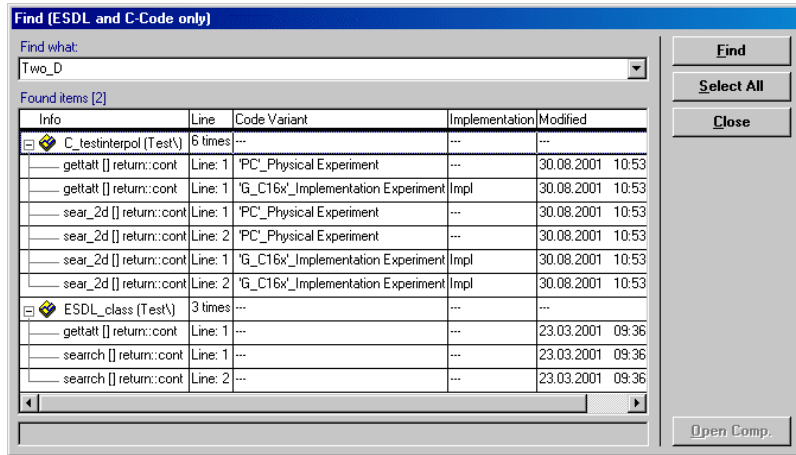 Find (ESDL and C-Code only)
Find what:
Two_D
Found items [2]
Info Line Code Variant Implementation Modified
C_testinterpol (Test\) 6 times --- --- ---
gettatt [] return::cont Line: 1 'PC'_Physical Experiment --- 30.08.2001 10:53
gettatt [] return::cont Line: 1 'G_C16x'_Implementation Experiment Impl 30.08.2001 10:53
sear_2d [] return::cont Line: 1 'PC'_Physical Experiment --- 30.08.2001 10:53
sear_2d [] return::cont Line: 2 'PC'_Physical Experiment --- 30.08.2001 10:53
sear_2d [] return::cont Line: 1 'G_C16x'_Implementation Experiment Impl 30.08.2001 10:53
sear_2d [] return::cont Line: 2 'G_C16x'_Implementation Experiment Impl 30.08.2001 10:53
ESDL_class (Test\) 3 times --- --- ---
gettatt [] return::cont Line: 1 --- --- 23.03.2001 09:36
searrch [] return::cont Line: 1 --- --- 23.03.2001 09:36
searrch [] return::cont Line: 2 --- --- 23.03.2001 09:36
Find
Select All
Close
Open Comp.